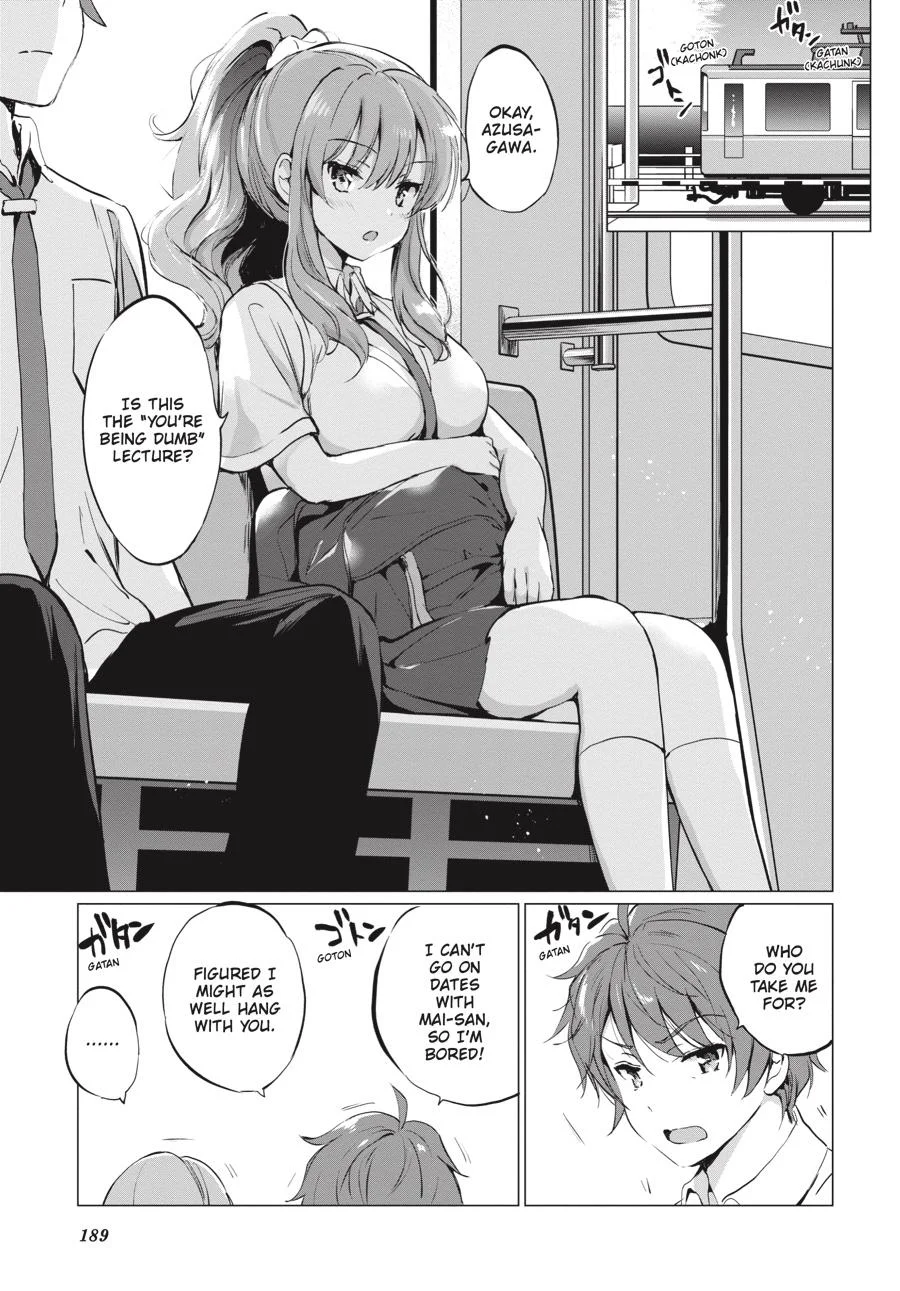 ガタン
GATAN
(KACHUNK)
ゴトン
GOTON
(KACHONK)
OKAY,
AZUSA-
GAWA.
IS THIS
THE "YOU'RE
BEING DUMB"
LECTURE?
WHO
DO YOU
TAKE ME
FOR?
ガタン
GATAN
I CAN'T
GO ON
DATES
WITH
MAI-SAN,
SO I'M
BORED!
ゴトン
GOTON
FIGURED I
MIGHT AS
WELL HANG
WITH YOU.
ガタン
GATAN
......
189